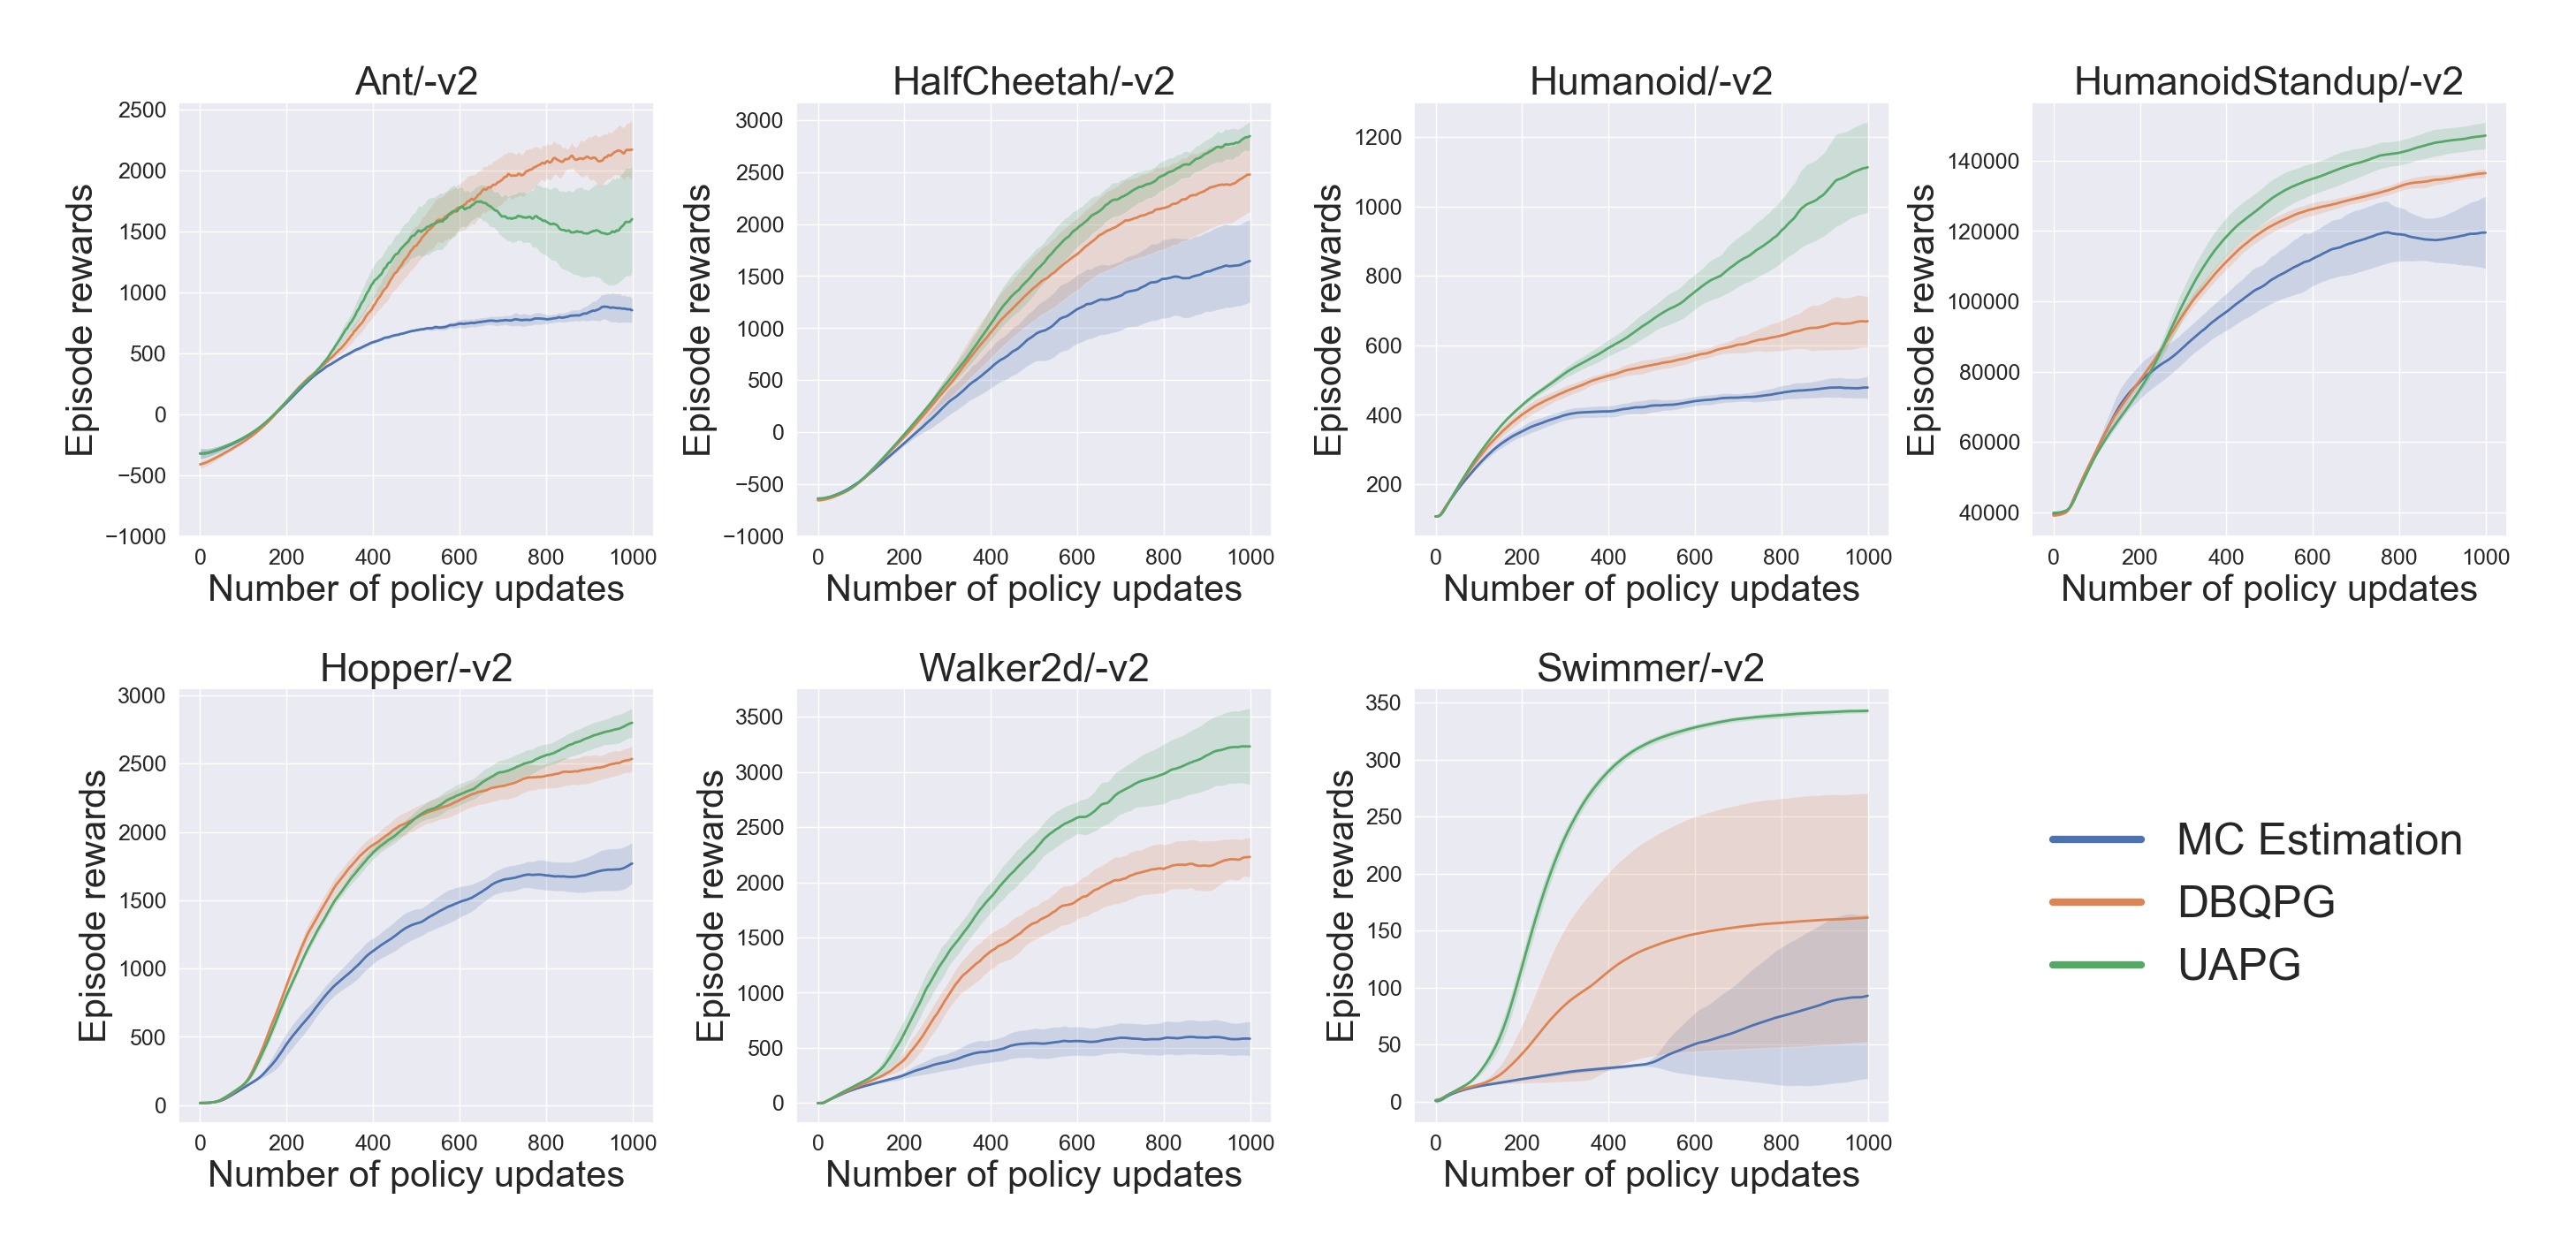 Ant/-v2
2500
2000
1500
1000
500
0
−500
−1000
Episode rewards
0 200 400 600 800 1000
Number of policy updates
HalfCheetah/-v2
3000
2500
2000
1500
1000
500
0
−500
−1000
Episode rewards
0 200 400 600 800 1000
Number of policy updates
Humanoid/-v2
1200
1000
800
600
400
200
Episode rewards
0 200 400 600 800 1000
Number of policy updates
HumanoidStandup/-v2
140000
120000
100000
80000
60000
40000
Episode rewards
0 200 400 600 800 1000
Number of policy updates
Hopper/-v2
3000
2500
2000
1500
1000
500
0
Episode rewards
0 200 400 600 800 1000
Number of policy updates
Walker2d/-v2
3500
3000
2500
2000
1500
1000
500
0
Episode rewards
0 200 400 600 800 1000
Number of policy updates
Swimmer/-v2
350
300
250
200
150
100
50
0
Episode rewards
0 200 400 600 800 1000
Number of policy updates
MC Estimation
DBQPG
UAPG